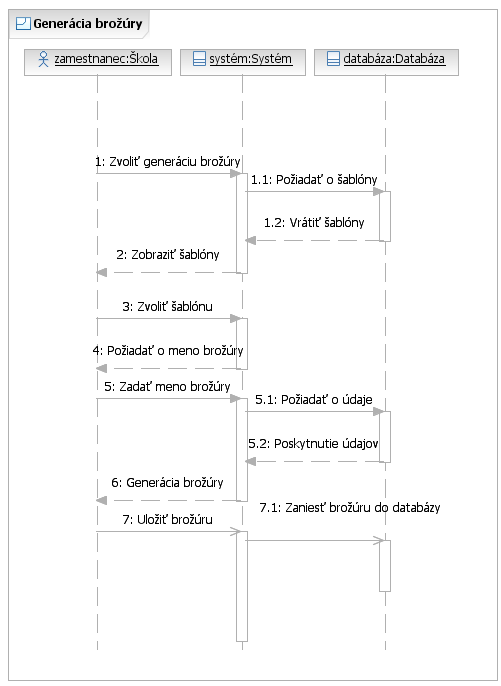 Generácia brožúry
zamestnanec:Škola
systém:Systém
databáza:Databáza
1: Zvoliť generáciu brožúry
1.1: Požiadať o šablóny
1.2: Vrátiť šablóny
2: Zobraziť šablóny
3: Zvoliť šablónu
4: Požiadať o meno brožúry
5: Zadať meno brožúry
5.1: Požiadať o údaje
5.2: Poskytnutie údajov
6: Generácia brožúry
7.1: Zaniesť brožúru do databázy
7: Uložiť brožúru